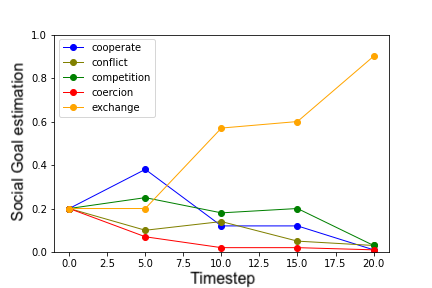 1.0
0.8
0.6
0.4
0.2
0.0
Social Goal estimation
cooperate
conflict
competition
coercion
exchange
0.0 2.5 5.0 7.5 10.0 12.5 15.0 17.5 20.0
Timestep